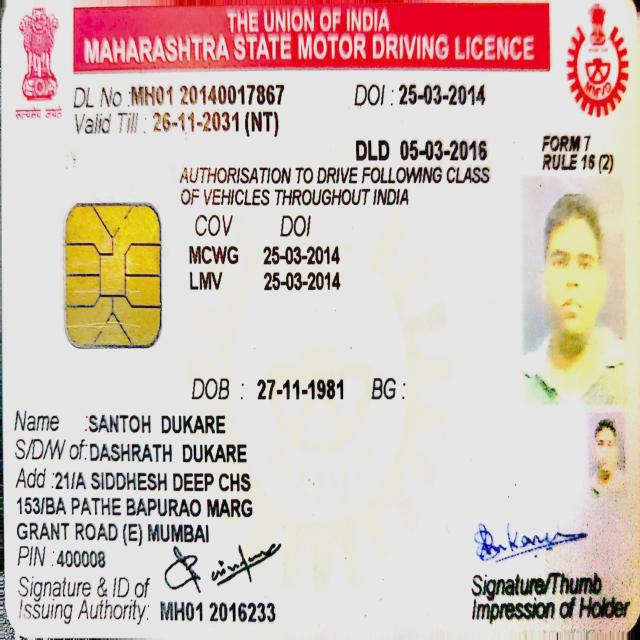 THE UNION OF INDIA
MAHARASHTRA STATE MOTOR DRIVING LICENCE
सत्यमेव जयते
DL No :MH01 20140017867 DOI : 25-03-2014
Valid Till : 26-11-2031 (NT)
DLD 05-03-2016
FORM 7
RULE 16 (2)
AUTHORISATION TO DRIVE FOLLOWING CLASS
OF VEHICLES THROUGHOUT INDIA
COV DOI
MCWG 25-03-2014
LMV 25-03-2014
DOB : 27-11-1981 BG :
Name :SANTOH DUKARE
S/D/W of:DASHRATH DUKARE
Add :21/A SIDDHESH DEEP CHS
153/BA PATHE BAPURAO MARG
GRANT ROAD (E) MUMBAI
PIN :400008
Signature & ID of
Issuing Authority: MH01 2016233
Signature/Thumb
Impression of Holder